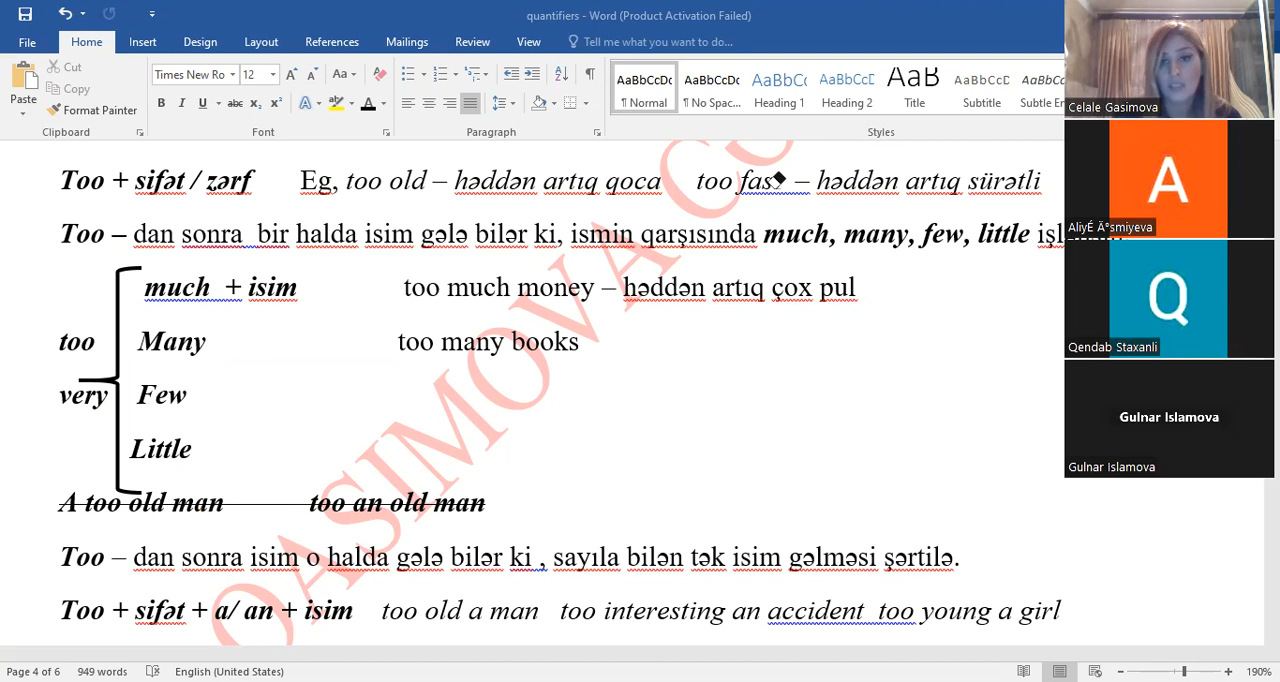 quantifiers - Word (Product Activation Failed)
File Home Insert Design Layout References Mailings Review View Tell me what you want to do...
Paste
Cut
Copy
Format Painter
Times New Ro 12
¶ Normal ¶ No Spac... Heading 1 Heading 2 Title Subtitle Subtle Em
Clipboard Font Paragraph Styles
Too + sifət / zərf Eg, too old – həddən artıq qoca too – həddən artıq sürətli
Too – dan sonra bir halda isim gələ bilər ki, ismin qarşısında much, many, few, little
much + isim too much money – həddən artıq çox pul
too Many too many books
very Few
Little
A too old man too an old man
Too – dan sonra isim o halda gələ bilər ki , sayıla bilən tək isim gəlməsi şərtilə.
Too + sifət + a/ an + isim too old a man too interesting an accident too young a girl
QASIMOVA
Page 4 of 6 949 words English (United States) 190%
Celale Gasimova
A
AliyÉ Ä°smiyeva
Q
Qendab Staxanli
Gulnar Islamova
Gulnar Islamova